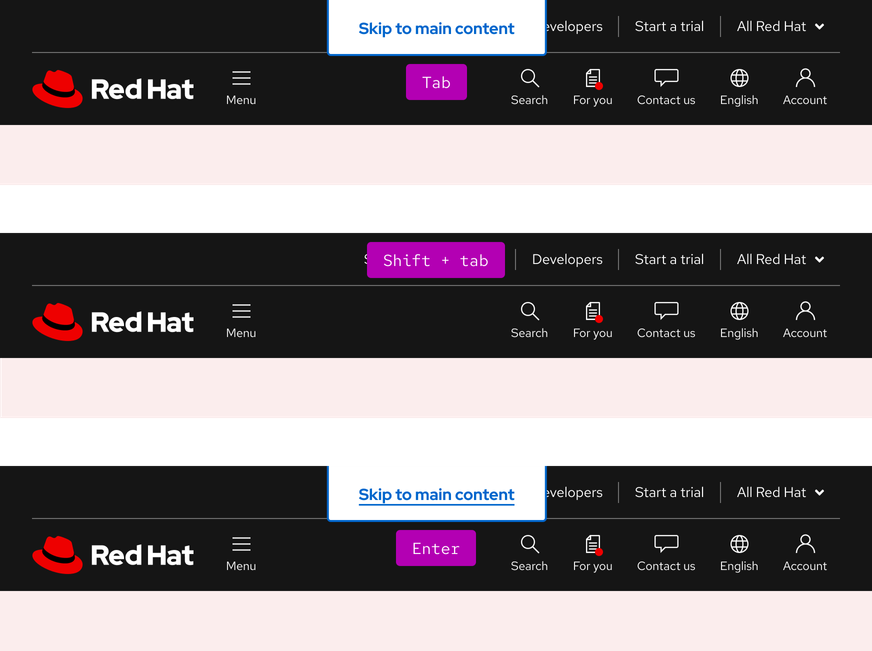 Skip to main content
evelopers
Start a trial
All Red Hat
Red Hat
Menu
Tab
Search
For you
Contact us
English
Account
Shift + tab
Developers
Start a trial
All Red Hat
Red Hat
Menu
Search
For you
Contact us
English
Account
Skip to main content
evelopers
Start a trial
All Red Hat
Red Hat
Menu
Enter
Search
For you
Contact us
English
Account